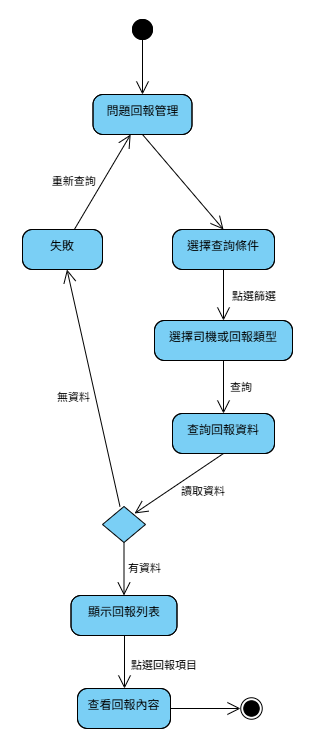 問題回報管理
重新查詢
失敗
選擇查詢條件
點選篩選
選擇司機或回報類型
查詢
無資料
查詢回報資料
讀取資料
有資料
顯示回報列表
點選回報項目
查看回報內容